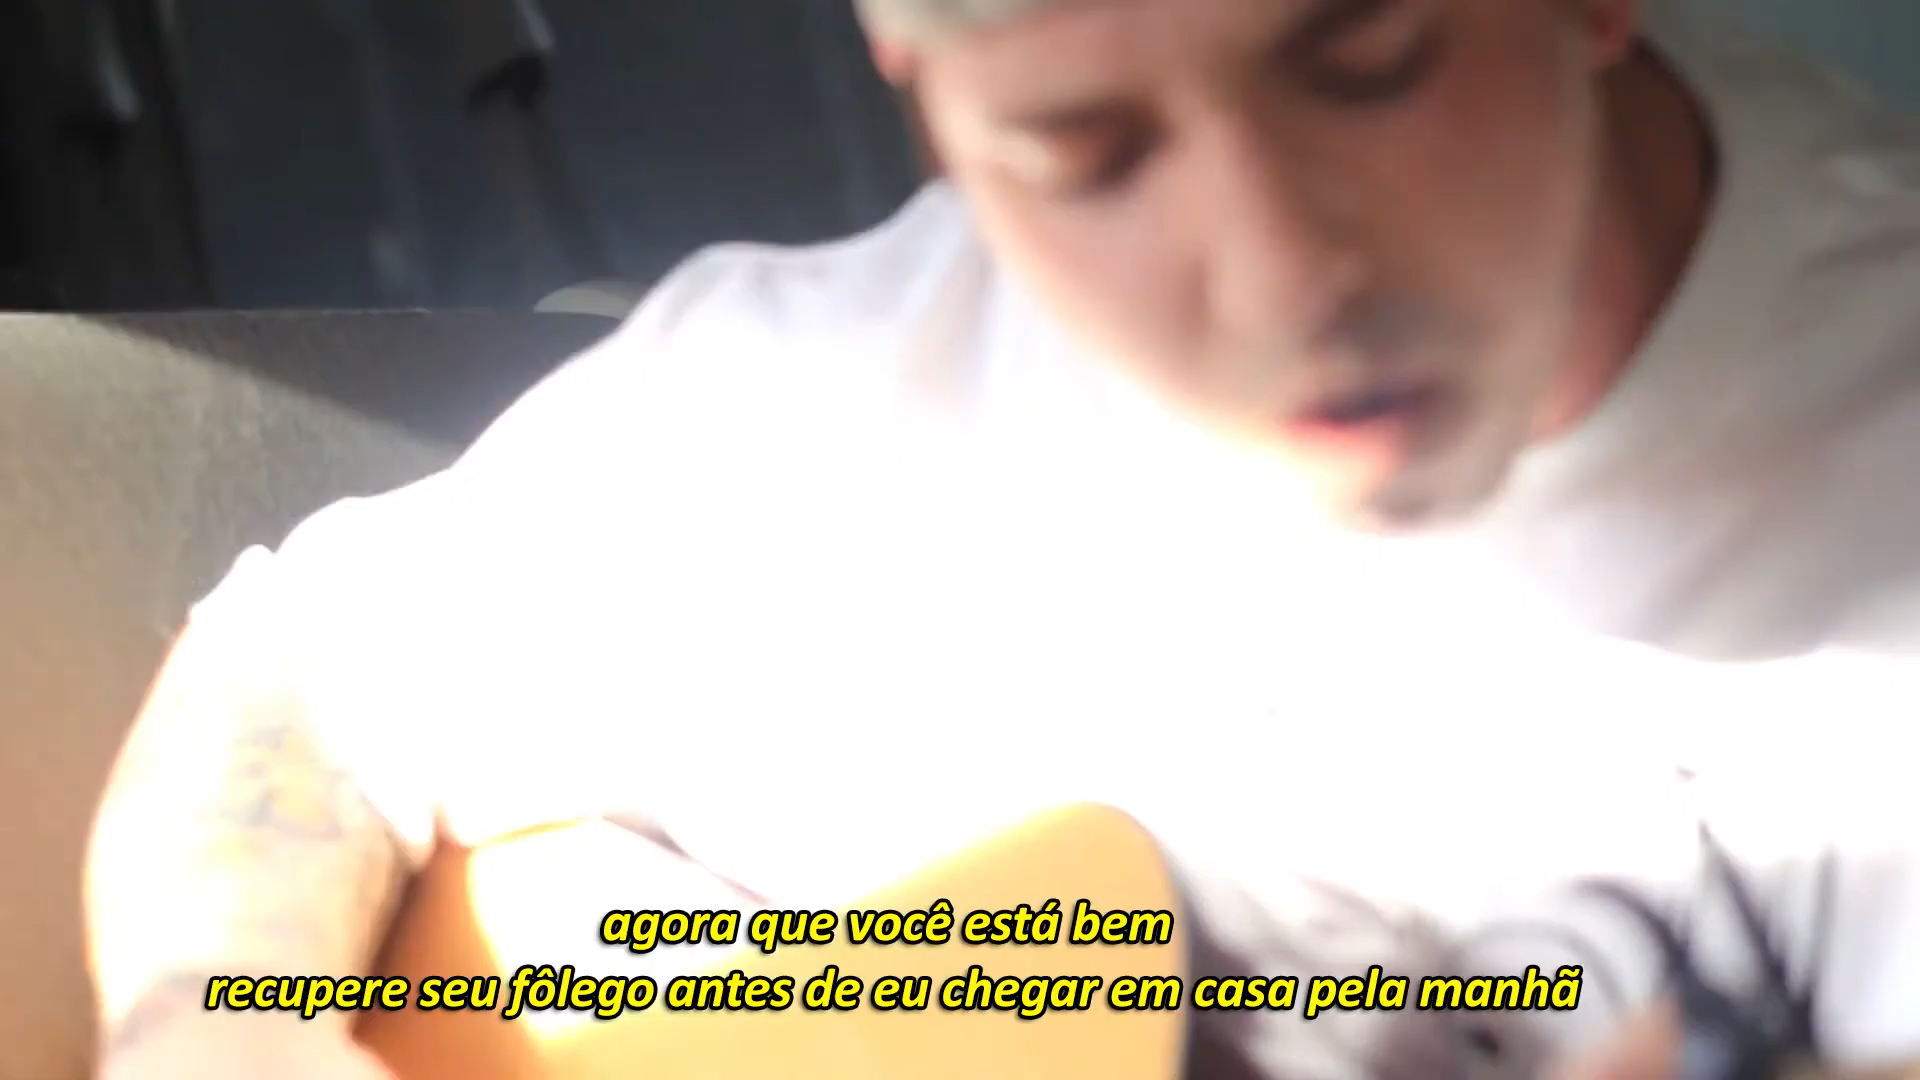 agora que você está bem
recupere seu fôlego antes de eu chegar em casa pela manhã